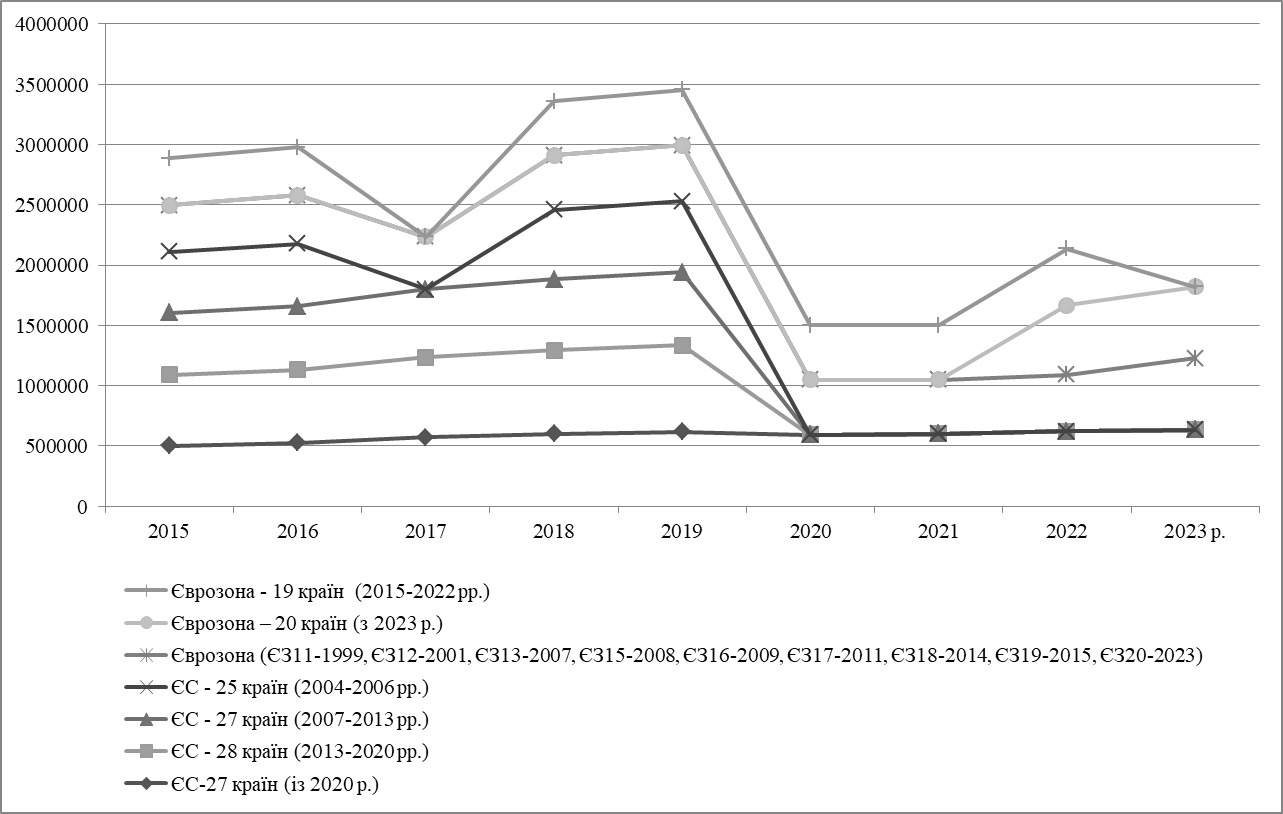 4000000
3500000
3000000
2500000
2000000
1500000
1000000
500000
0
2015 2016 2017 2018 2019 2020 2021 2022 2023 р.
Єврозона - 19 країн (2015-2022 рр.)
Єврозона – 20 країн (з 2023 р.)
Єврозона (ЄЗ11-1999, ЄЗ12-2001, ЄЗ13-2007, ЄЗ15-2008, ЄЗ16-2009, ЄЗ17-2011, ЄЗ18-2014, ЄЗ19-2015, ЄЗ20-2023)
ЄС - 25 країн (2004-2006 рр.)
ЄС - 27 країн (2007-2013 рр.)
ЄС - 28 країн (2013-2020 рр.)
ЄС-27 країн (із 2020 р.)